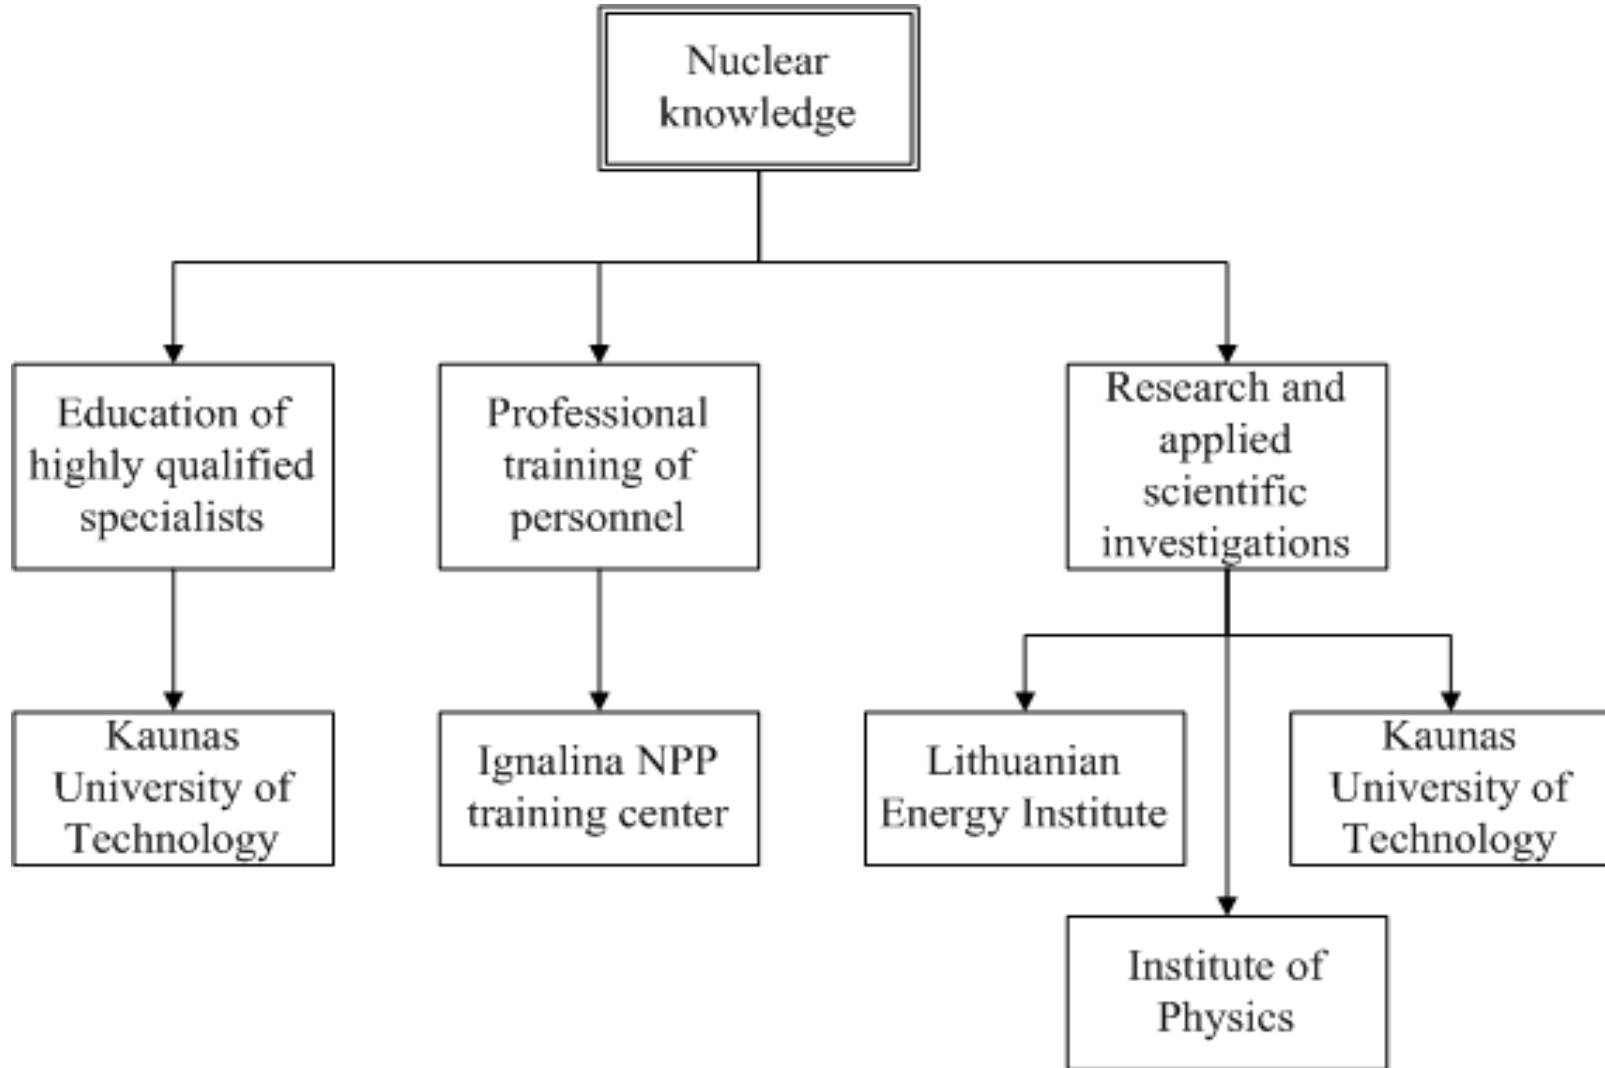 Nuclear
knowledge
Education of
highly qualified
specialists
Professional
training of
personnel
Research and
applied
scientific
investigations
Kaunas
University of
Technology
Ignalina NPP
training center
Lithuanian
Energy Institute
Kaunas
University of
Technology
Institute of
Physics